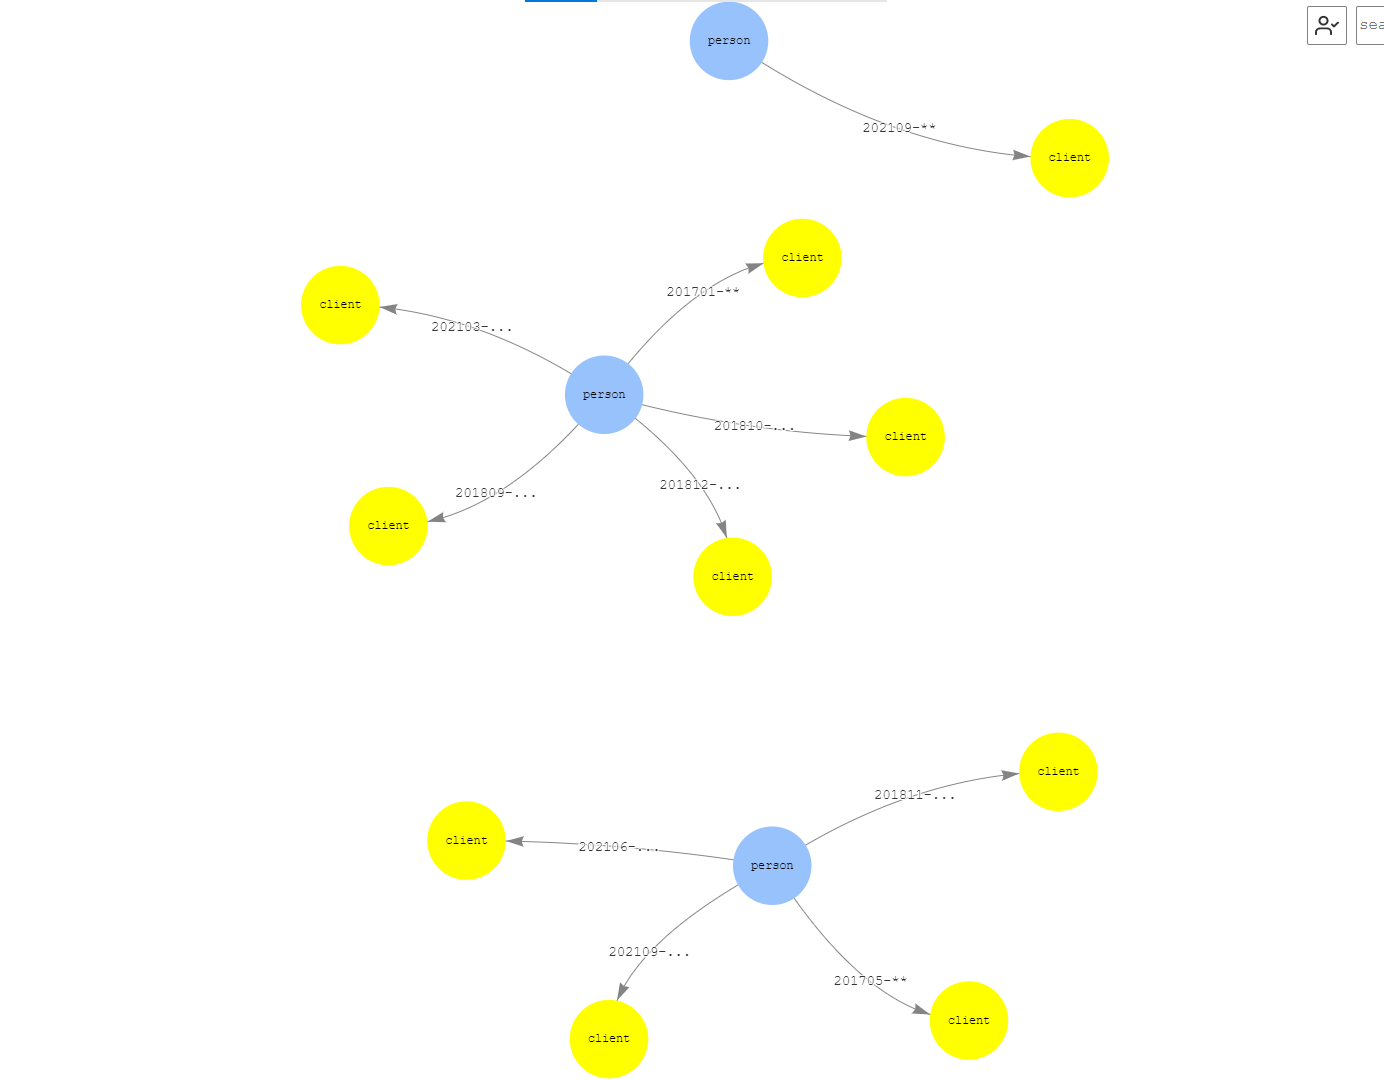 person
sea
202109-**
client
client
201701-**
client
202103-...
person
201810-...
client
201812-...
201809-...
client
client
client
201811-...
client
202106-...
person
202109-...
201705-**
client
client